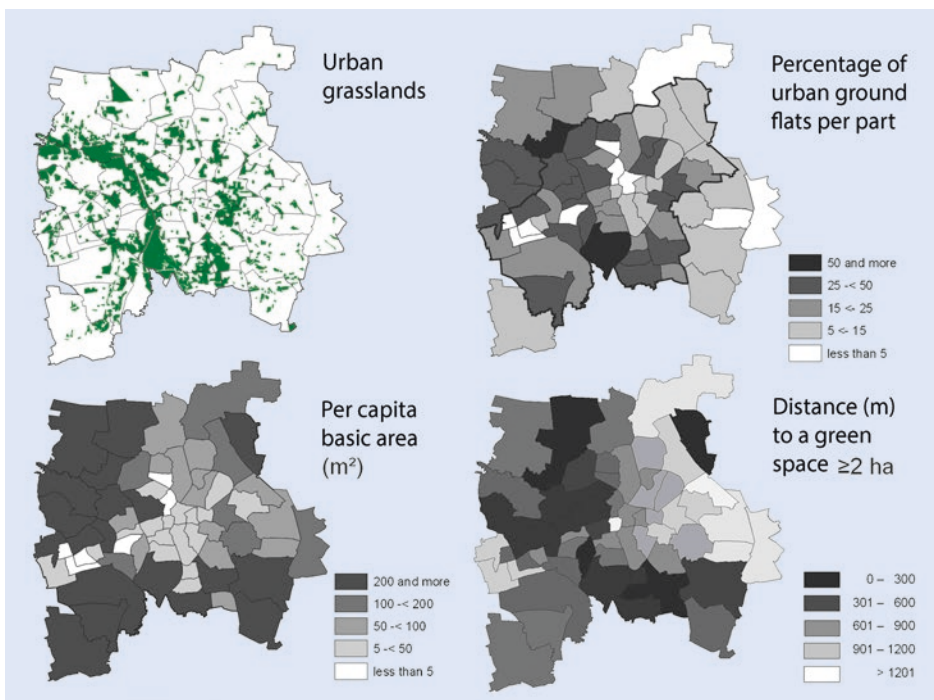 Urban
grasslands
Percentage of
urban ground
flats per part
50 and more
25 -< 50
15 <- 25
5 <- 15
less than 5
Per capita
basic area
(m²)
200 and more
100 -< 200
50 -< 100
5 -< 50
less than 5
Distance (m)
to a green
space ≥2 ha
0 – 300
301 – 600
601 – 900
901 – 1200
> 1201